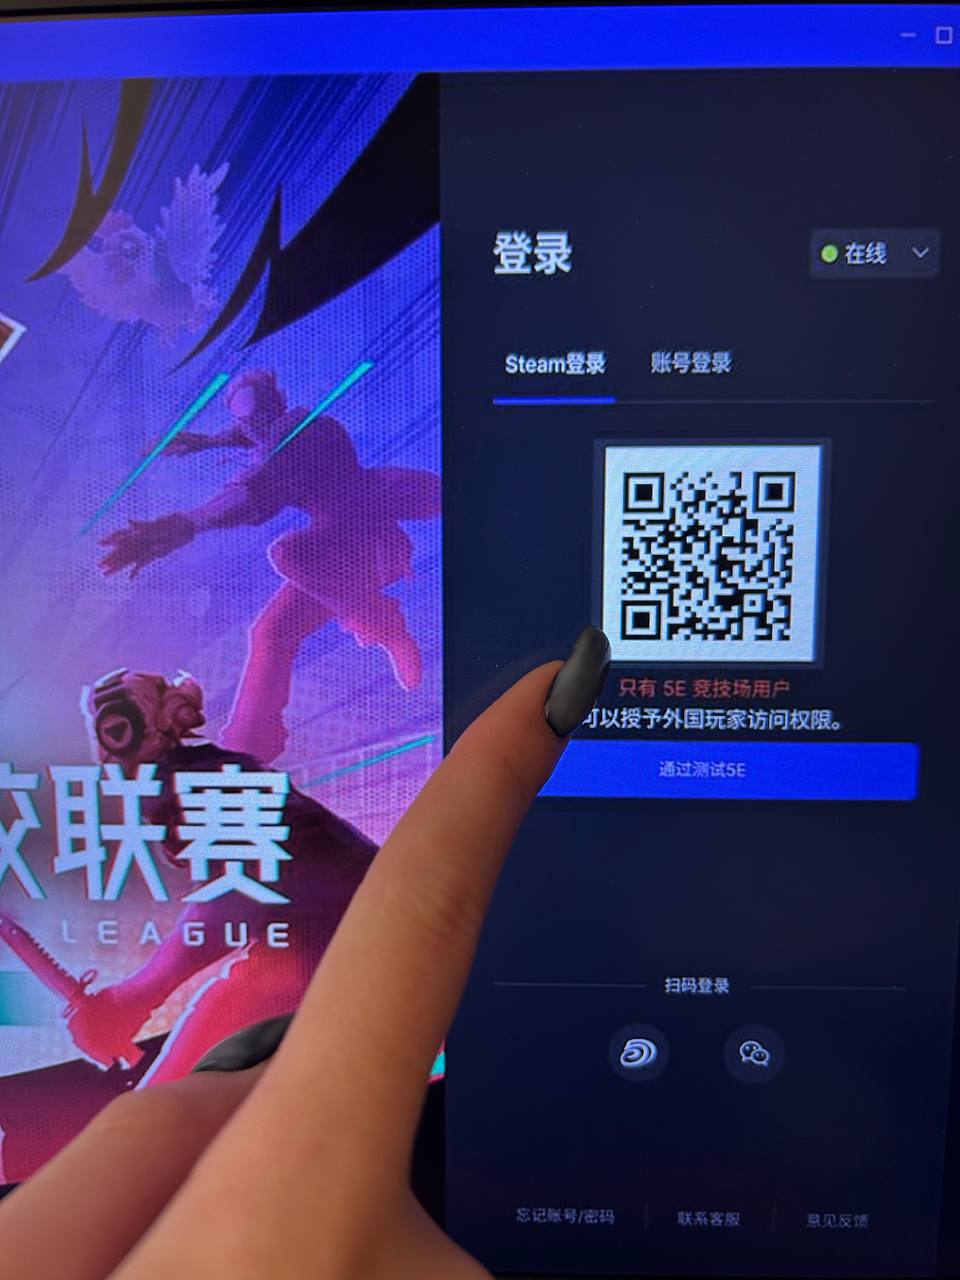 登录
在线
Steam登录
账号登录
只有 5E 竞技场用户
可以授予外国玩家访问权限。
通过测试5E
联赛
LEAGUE
扫码登录
忘记账号/密码
联系客服
意见反馈